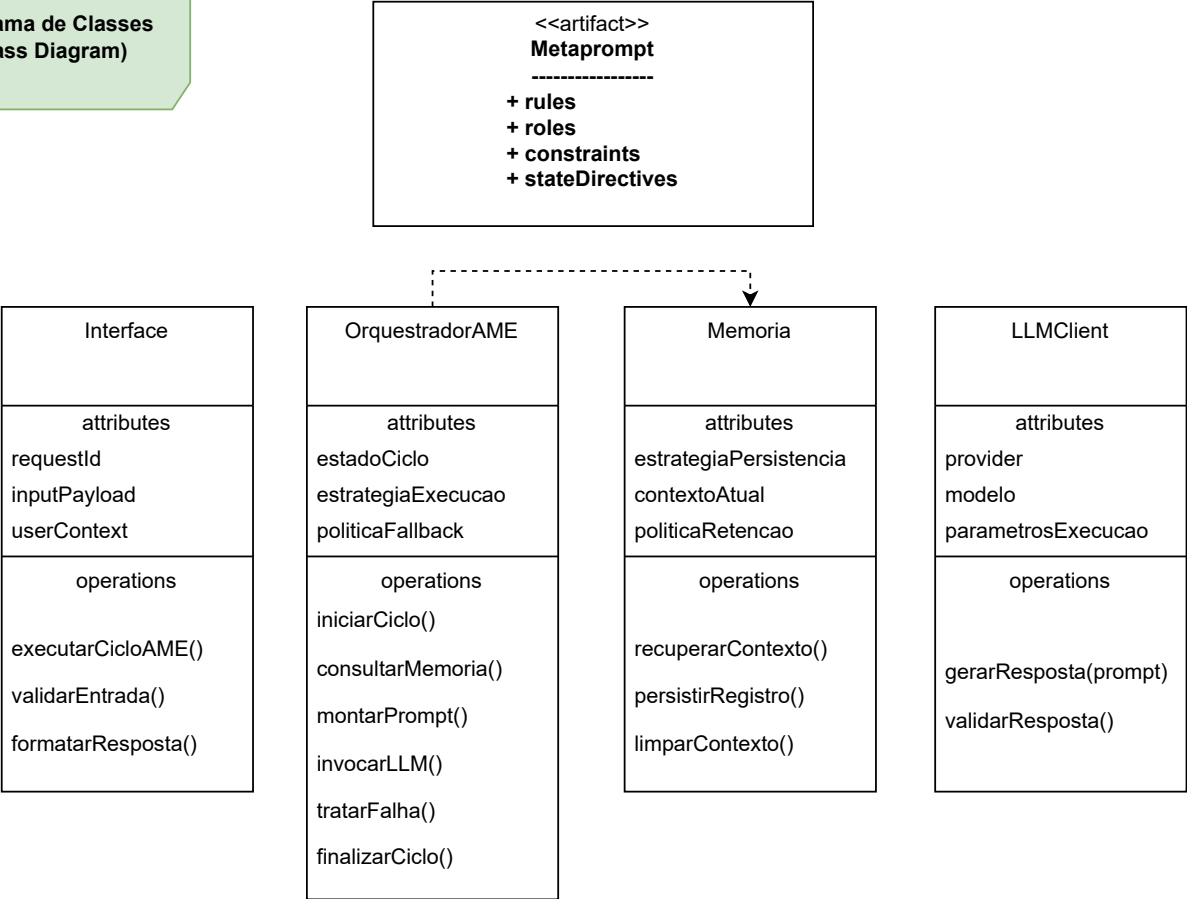 de Classes
Diagram)
<<artifact>>
Metaprompt
-----------------
+ rules
+ roles
+ constraints
+ stateDirectives
Interface
attributes
requestId
inputPayload
userContext
operations
executarCicloAME()
validarEntrada()
formatarResposta()
OrquestradorAME
attributes
estadoCiclo
estrategiaExecucao
politicaFallback
operations
iniciarCiclo()
consultarMemoria()
montarPrompt()
invocarLLM()
tratarFalha()
finalizarCiclo()
Memoria
attributes
estrategiaPersistencia
contextoAtual
politicaRetencao
operations
recuperarContexto()
persistirRegistro()
limparContexto()
LLMClient
attributes
provider
modelo
parametrosExecucao
operations
gerarResposta(prompt)
validarResposta()